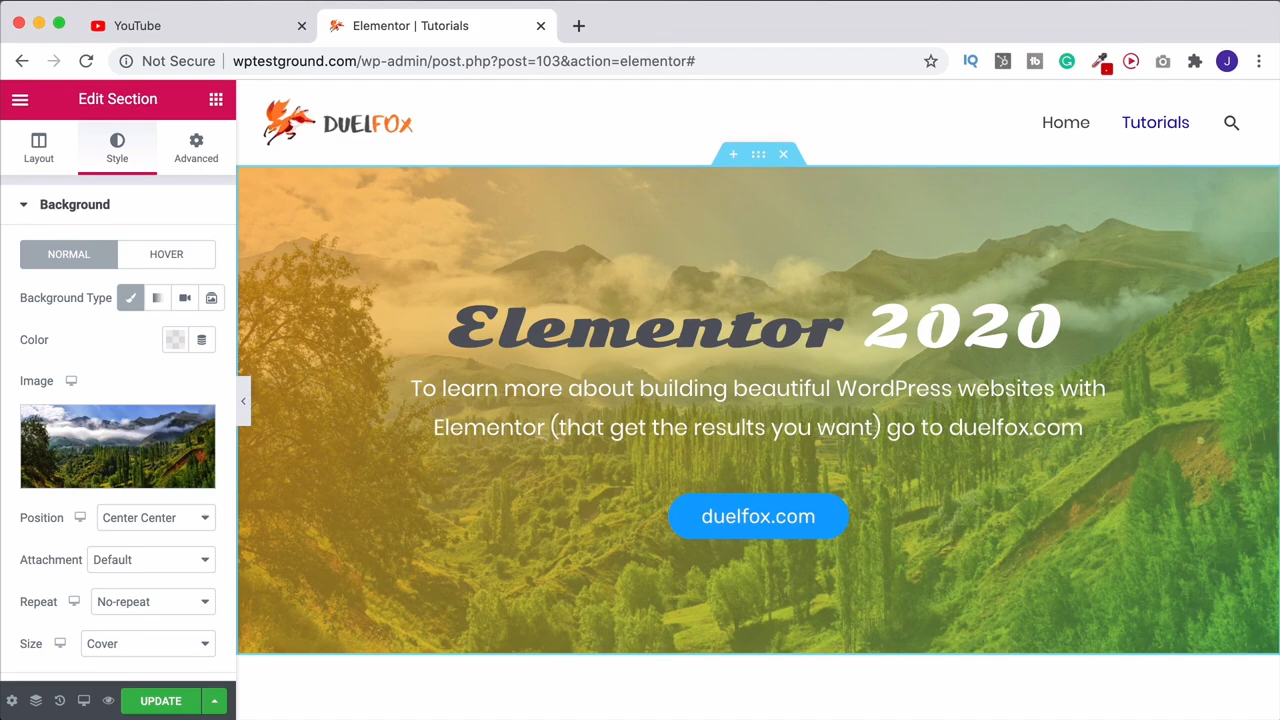 YouTube
Elementor | Tutorials
Not Secure
wptestground.com/wp-admin/post.php?post=103&action=elementor#
IQ
tb
J
Edit Section
Layout
Style
Advanced
Background
NORMAL
HOVER
Background Type
Color
Image
Position
Center Center
Attachment
Default
Repeat
No-repeat
Size
Cover
UPDATE
DUELFOX
Home
Tutorials
Elementor 2020
To learn more about building beautiful WordPress websites with
Elementor (that get the results you want) go to duelfox.com
duelfox.com